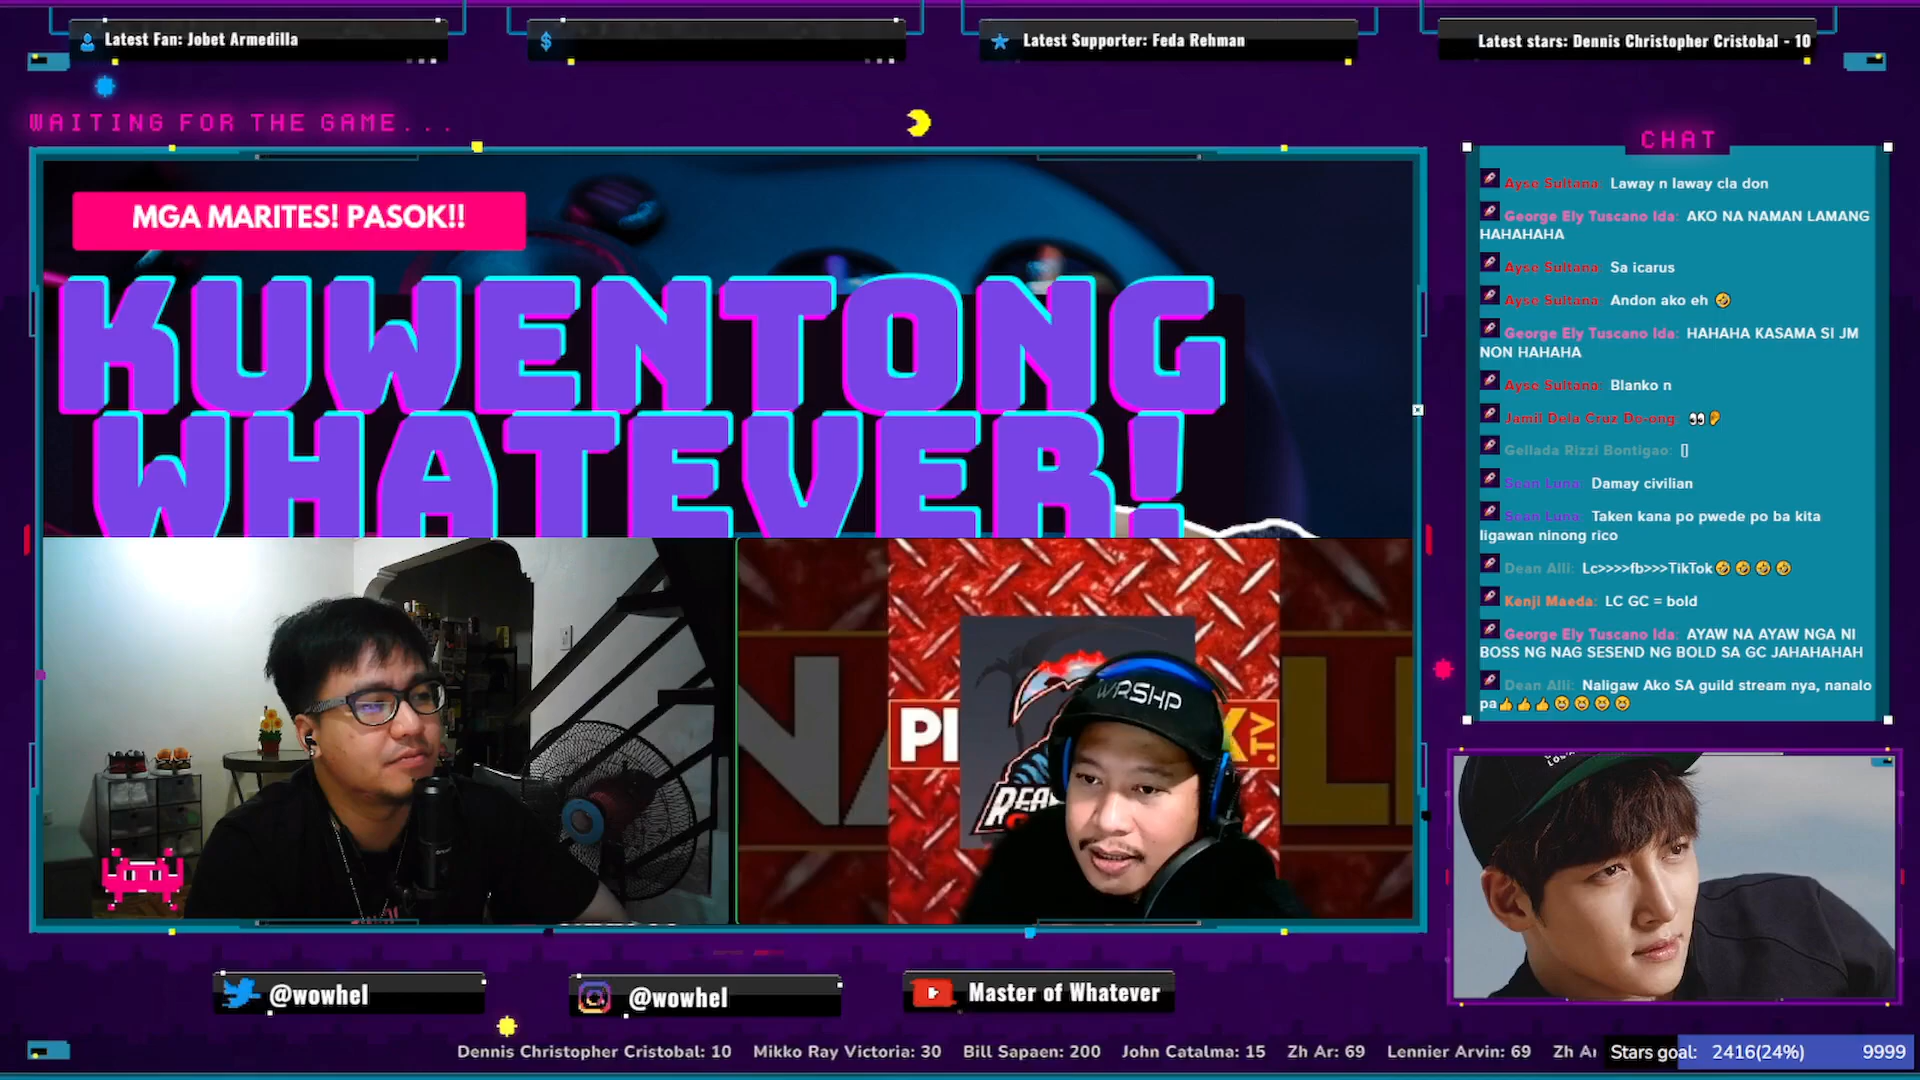 Latest Fan: Jobet Armedilla
$
Latest Supporter: Feda Rehman
Latest stars: Dennis Christopher Cristobal - 10
WAITING FOR THE GAME...
MGA MARITES! PASOK!!
KUWENTONG
WHATEVER!
WRSHP
.TV
CHAT
Ayse Sultana: Laway n laway cla don
George Ely Tuscano Ida: AKO NA NAMAN LAMANG
HAHAHAHA
Ayse Sultana: Sa icarus
Ayse Sultana: Andon ako eh 🤣
George Ely Tuscano Ida: HAHAHA KASAMA SI JM
NON HAHAHA
Ayse Sultana: Blanko n
Jamil Dela Cruz Do-ong: 👀👂
Gellada Rizzi Bontigao: []
Sean Luna: Damay civilian
Sean Luna: Taken kana po pwede po ba kita
ligawan ninong rico
Dean Alli: Lc>>>>fb>>>TikTok🤣🤣🤣🤣
Kenji Maeda: LC GC = bold
George Ely Tuscano Ida: AYAW NA AYAW NGA NI
BOSS NG NAG SESEND NG BOLD SA GC JAHAHAHAH
Dean Alli: Naligaw Ako SA guild stream nya, nanalo
pa👍👍👍😆😆😆😆
@wowhel
@wowhel
Master of Whatever
Dennis Christopher Cristobal: 10 Mikko Ray Victoria: 30 Bill Sapaen: 200 John Catalma: 15 Zh Ar: 69 Lennier Arvin: 69 Zh Ar
Stars goal: 2416(24%) 9999